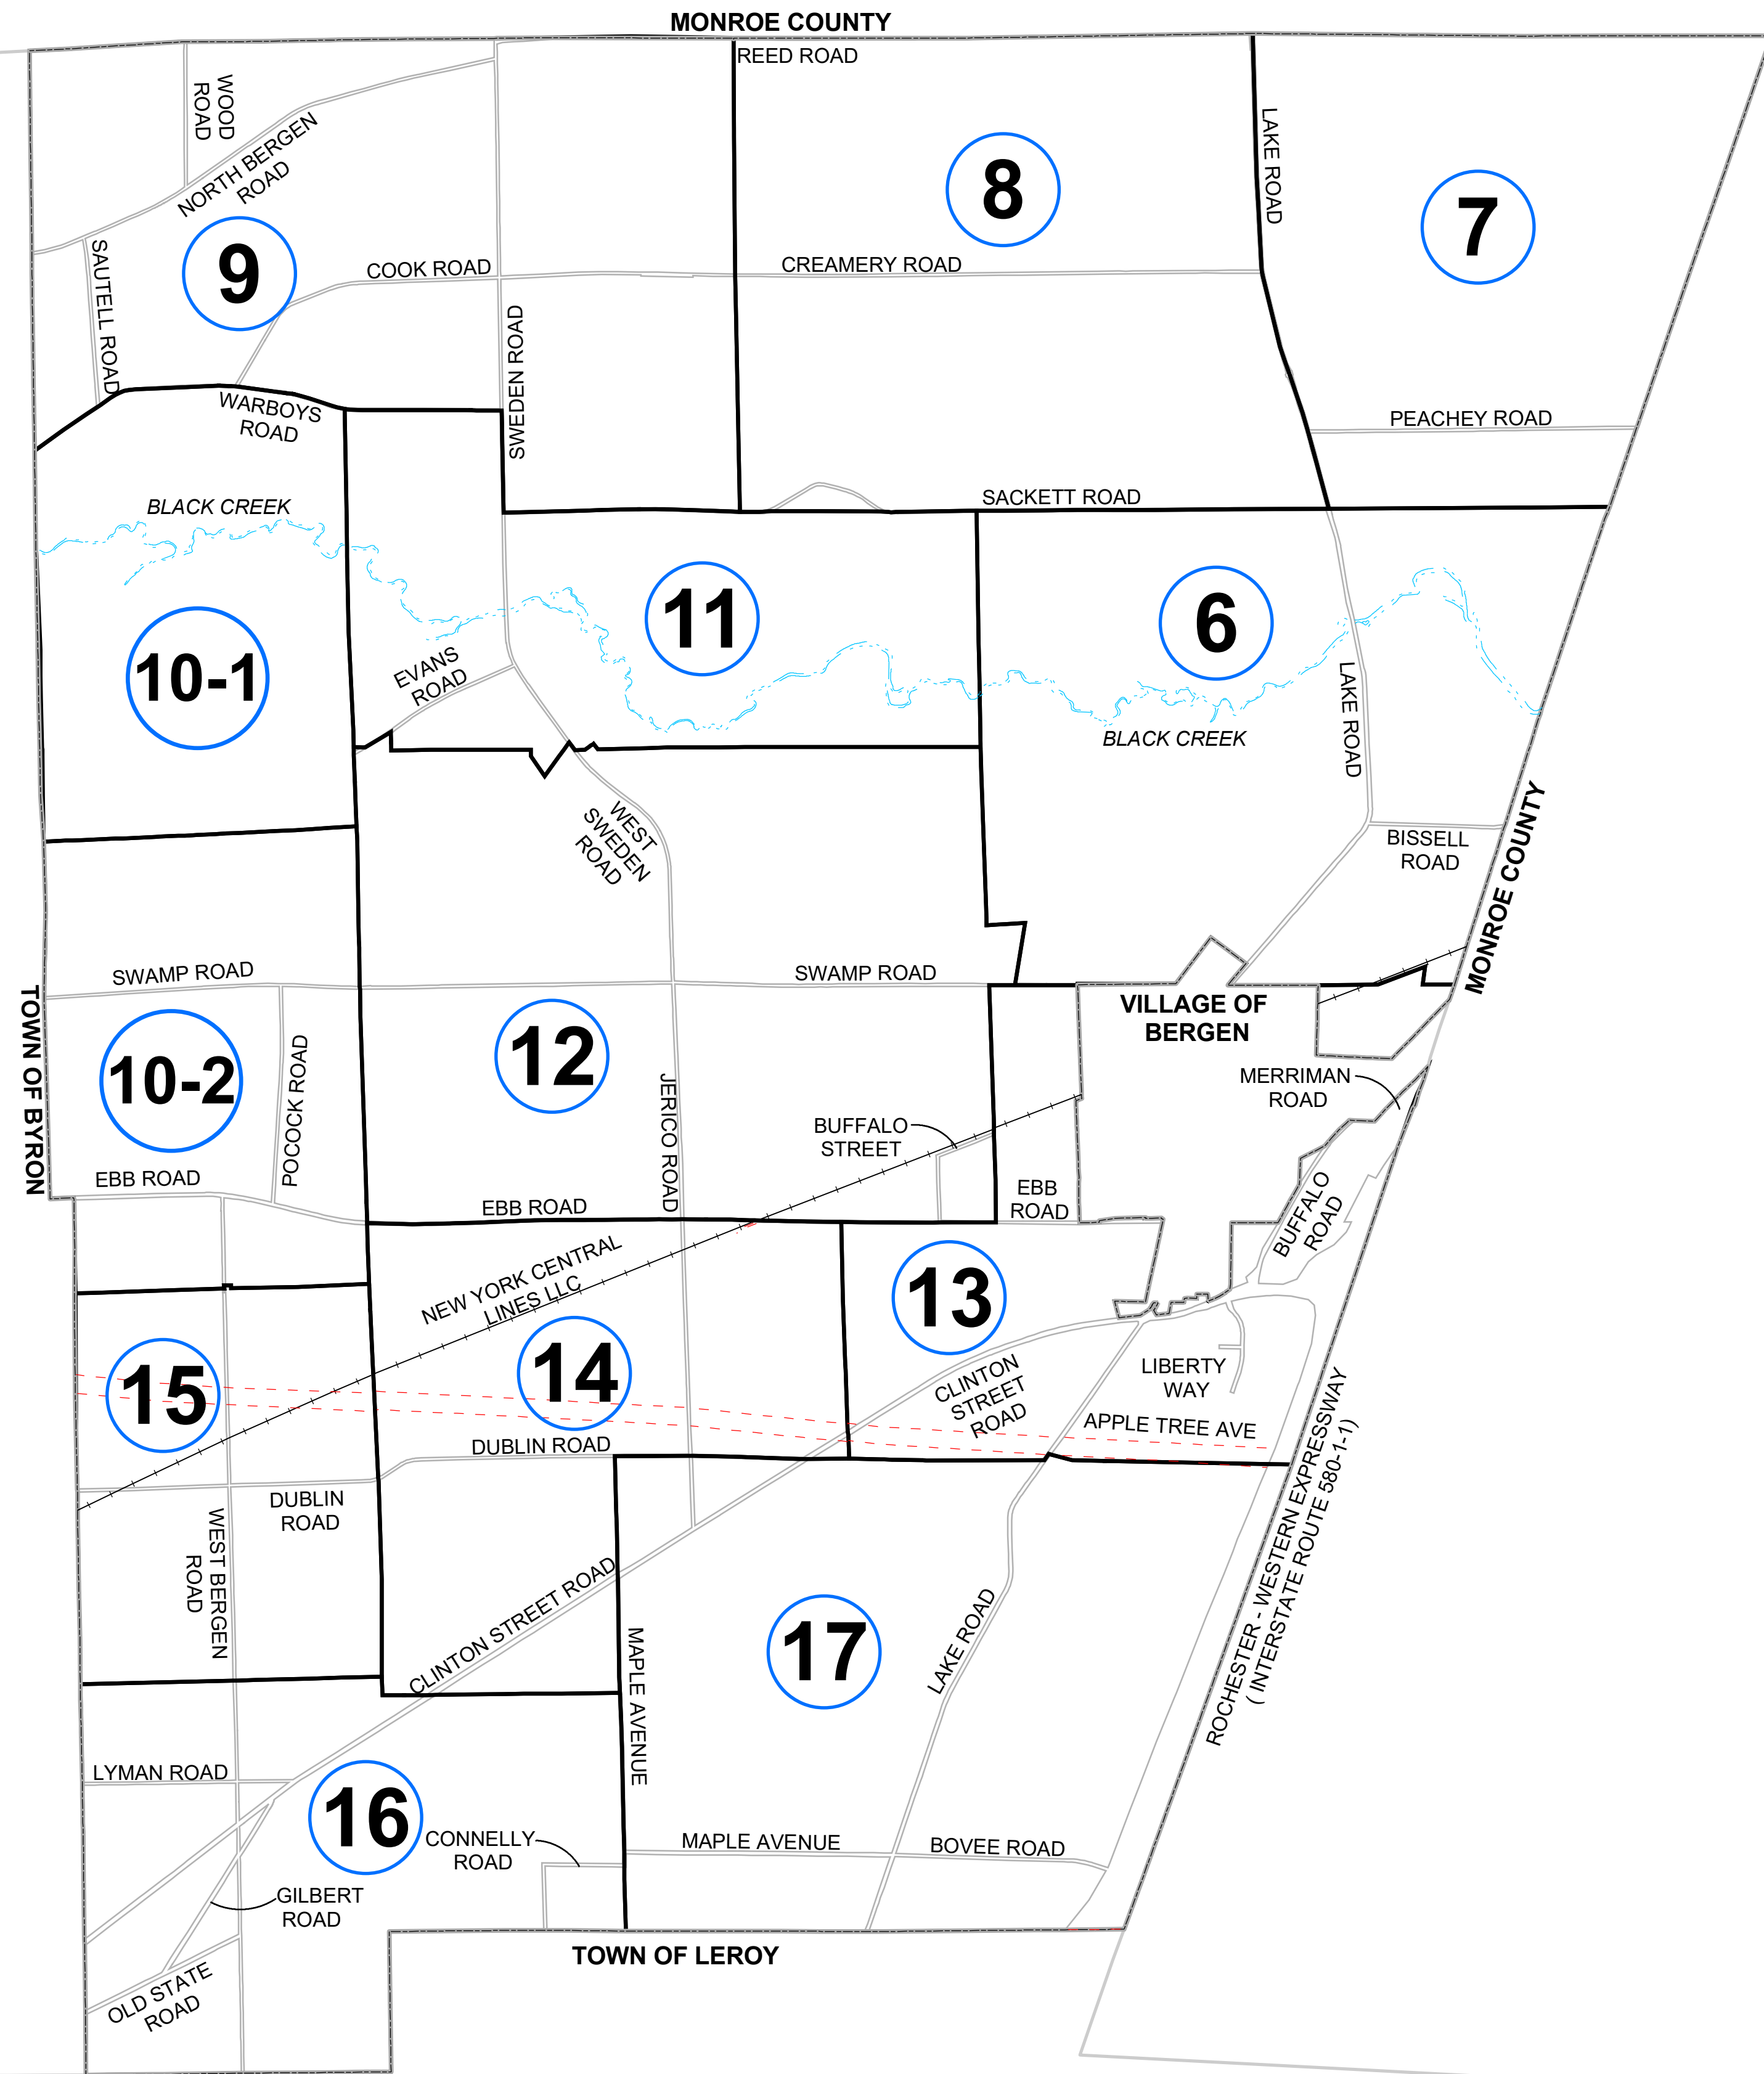 MONROE COUNTY
REED ROAD
WOOD
ROAD
NORTH BERGEN
ROAD
LAKE ROAD
8
7
9
SAUTELL ROAD
COOK ROAD
CREAMERY ROAD
SWEDEN ROAD
WARBOYS
ROAD
PEACHEY ROAD
SACKETT ROAD
BLACK CREEK
11
6
10-1
EVANS
ROAD
LAKE ROAD
BLACK CREEK
WEST
SWEDEN
ROAD
BISSELL
ROAD
MONROE COUNTY
SWAMP ROAD
SWAMP ROAD
VILLAGE OF
BERGEN
TOWN OF BYRON
10-2
POCOCK ROAD
12
JERICO ROAD
MERRIMAN
ROAD
BUFFALO
STREET
EBB ROAD
EBB ROAD
EBB
ROAD
BUFFALO
ROAD
NEW YORK CENTRAL
LINES LLC
13
15
14
CLINTON
STREET
ROAD
LIBERTY
WAY
APPLE TREE AVE
DUBLIN ROAD
DUBLIN
ROAD
WEST BERGEN
ROAD
ROCHESTER - WESTERN EXPRESSWAY
( INTERSTATE ROUTE 580-1-1)
CLINTON STREET ROAD
MAPLE AVENUE
17
LAKE ROAD
LYMAN ROAD
16
CONNELLY
ROAD
MAPLE AVENUE
BOVEE ROAD
GILBERT
ROAD
OLD STATE
ROAD
TOWN OF LEROY